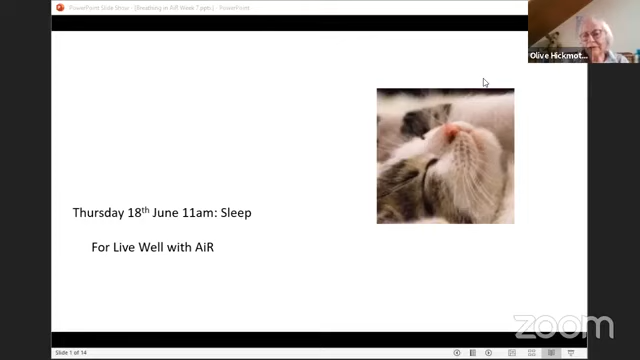 PowerPoint Slide Show - [Breathing in AiR Week 7.pptx] - PowerPoint
Olive Hickmot...
Thursday 18th June 11am: Sleep
For Live Well with AiR
zoom
Slide 1 of 14